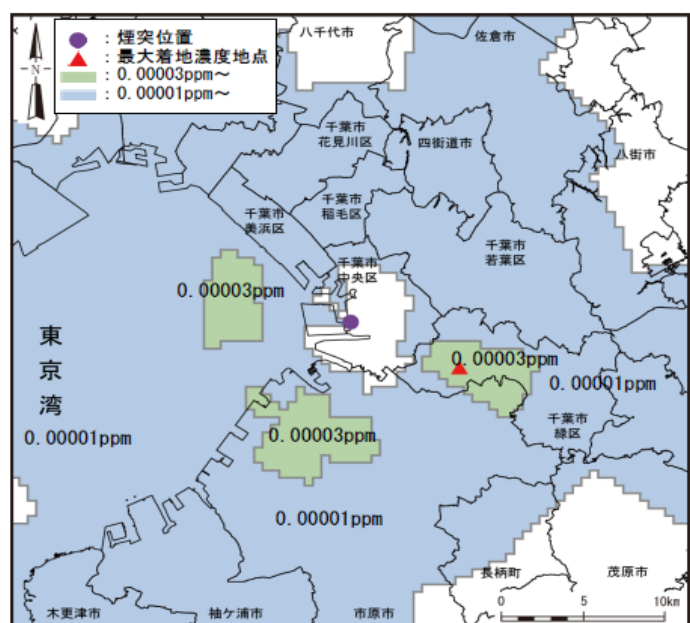 ：煙突位置
：最大着地濃度地点
：0.00003ppm～
：0.00001ppm～
N
八千代市
佐倉市
千葉市
花見川区
四街道市
八街市
千葉市
美浜区
千葉市
稲毛区
千葉市
若葉区
千葉市
中央区
0.00003ppm
東京湾
0.00003ppm
0.00001ppm
千葉市
緑区
0.00003ppm
0.00001ppm
0.00001ppm
長柄町
茂原市
木更津市
袖ケ浦市
市原市
0 5 10km